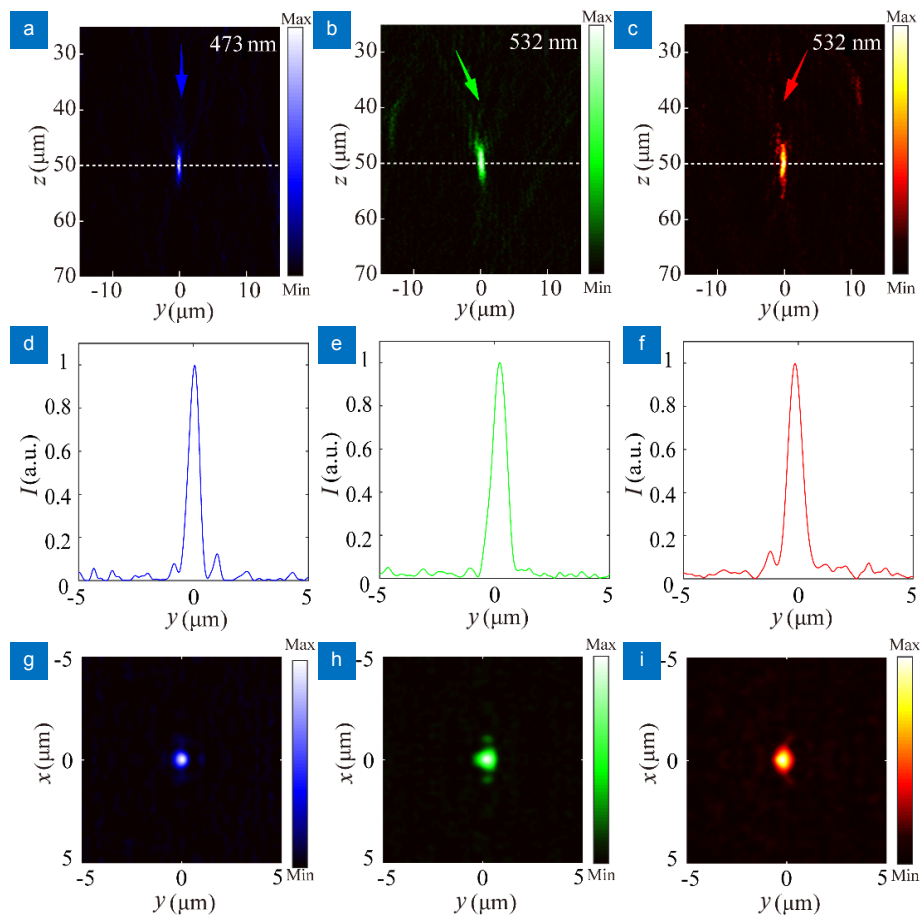 a
473 nm
Max
Min
z(μm)
30
40
50
60
70
-10
0
10
y(μm)
b
532 nm
Max
Min
z(μm)
30
40
50
60
70
-10
0
10
y(μm)
c
532 nm
Max
Min
z(μm)
30
40
50
60
70
-10
0
10
y(μm)
d
I(a.u.)
1
0.8
0.6
0.4
0.2
0
-5
0
5
y(μm)
e
I(a.u.)
1
0.8
0.6
0.4
0.2
0
-5
0
5
y(μm)
f
I(a.u.)
1
0.8
0.6
0.4
0.2
0
-5
0
5
y(μm)
g
Max
Min
x(μm)
-5
0
5
-5
0
5
y(μm)
h
Max
Min
x(μm)
-5
0
5
-5
0
5
y(μm)
i
Max
Min
x(μm)
-5
0
5
-5
0
5
y(μm)